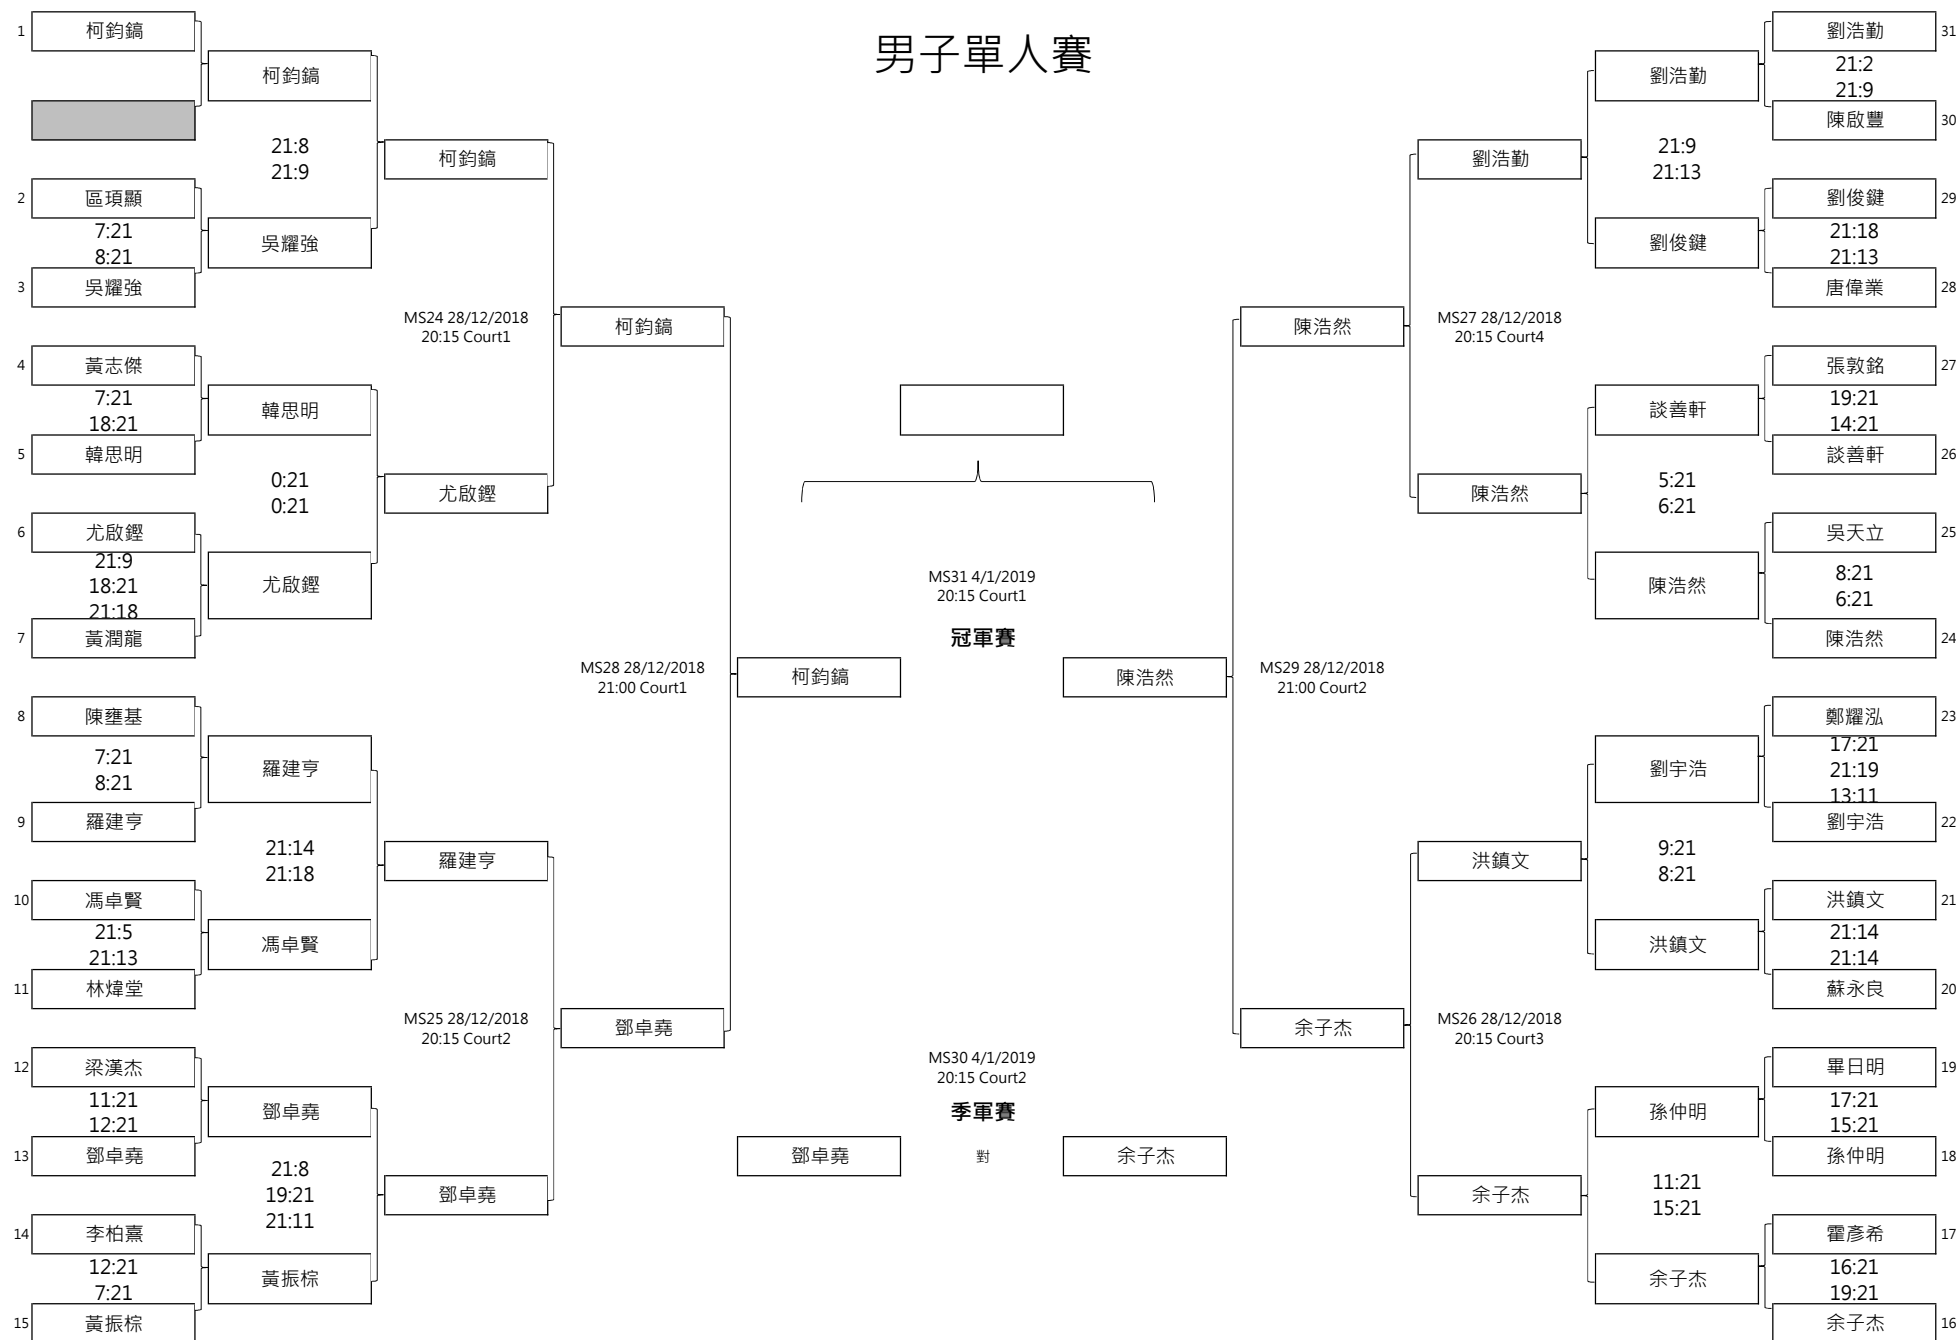 男子單人賽
1
柯鈞鎬
柯鈞鎬
21:8
21:9
2
區頊顯
7:21
8:21
吳耀強
3
吳耀強
柯鈞鎬
MS24 28/12/2018
20:15 Court1
4
黃志傑
7:21
18:21
韓思明
5
韓思明
0:21
0:21
尤啟鏗
6
尤啟鏗
21:9
18:21
21:18
尤啟鏗
7
黃潤龍
柯鈞鎬
MS28 28/12/2018
21:00 Court1
8
陳壅基
7:21
8:21
羅建亨
9
羅建亨
21:14
21:18
羅建亨
10
馮卓賢
21:5
21:13
馮卓賢
11
林煒堂
MS25 28/12/2018
20:15 Court2
鄧卓堯
12
梁漢杰
11:21
12:21
鄧卓堯
13
鄧卓堯
21:8
19:21
21:11
鄧卓堯
14
李柏熹
12:21
7:21
黃振棕
15
黃振棕
MS31 4/1/2019
20:15 Court1
冠軍賽
柯鈞鎬
陳浩然
MS30 4/1/2019
20:15 Court2
季軍賽
鄧卓堯
對
余子杰
劉浩勤
31
21:2
21:9
劉浩勤
陳啟豐
30
21:9
21:13
劉浩勤
劉俊鍵
29
21:18
21:13
劉俊鍵
唐偉業
28
陳浩然
MS27 28/12/2018
20:15 Court4
張敦銘
27
19:21
14:21
談善軒
談善軒
26
5:21
6:21
陳浩然
吳天立
25
8:21
6:21
陳浩然
陳浩然
24
MS29 28/12/2018
21:00 Court2
鄭耀泓
23
17:21
21:19
13:11
劉宇浩
劉宇浩
22
9:21
8:21
洪鎮文
洪鎮文
21
21:14
21:14
洪鎮文
蘇永良
20
余子杰
MS26 28/12/2018
20:15 Court3
畢日明
19
17:21
15:21
孫仲明
孫仲明
18
11:21
15:21
余子杰
霍彥希
17
16:21
19:21
余子杰
余子杰
16